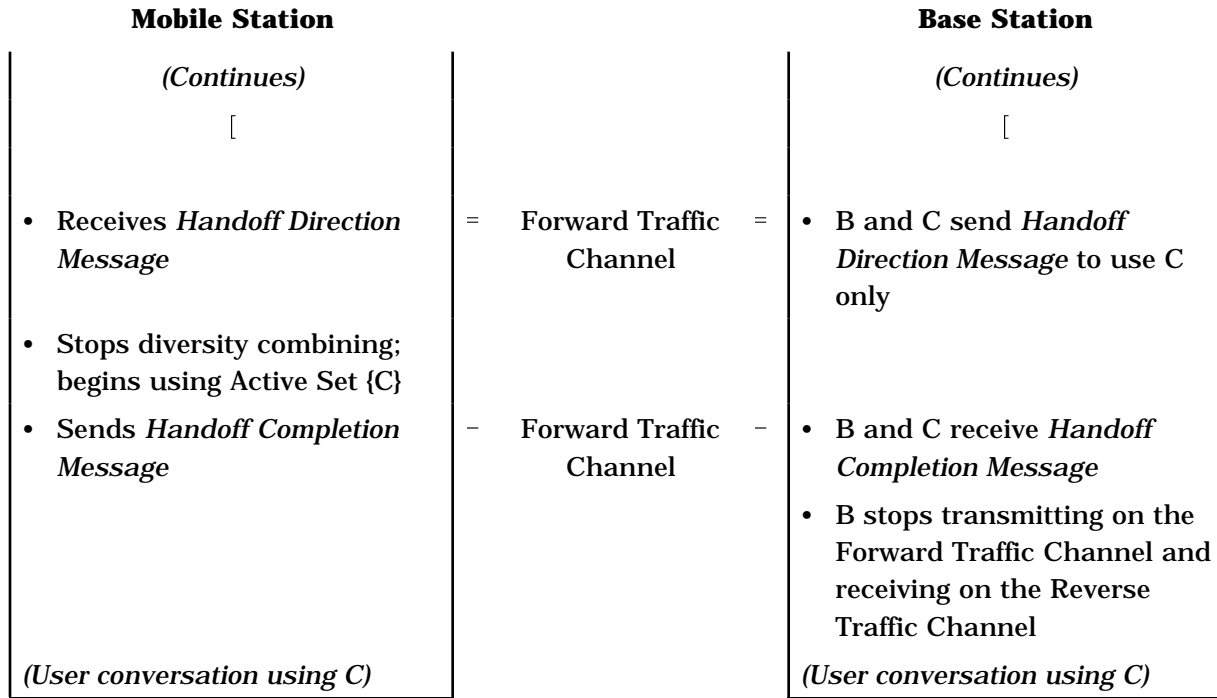 Mobile Station
Base Station
(Continues)
(Continues)
[
[
• Receives Handoff Direction
Message
= Forward Traffic =
Channel
• B and C send Handoff
Direction Message to use C
only
• Stops diversity combining;
begins using Active Set {C}
• Sends Handoff Completion
Message
– Forward Traffic –
Channel
• B and C receive Handoff
Completion Message
• B stops transmitting on the
Forward Traffic Channel and
receiving on the Reverse
Traffic Channel
(User conversation using C)
(User conversation using C)